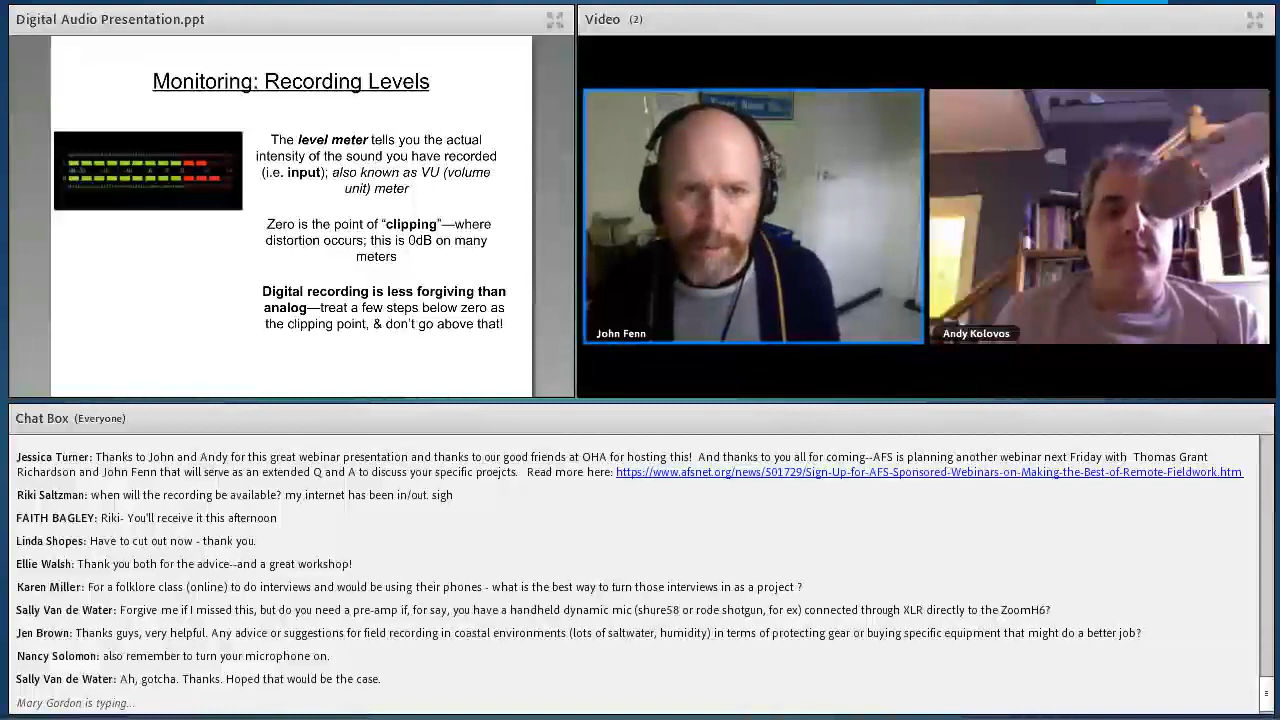 Digital Audio Presentation.ppt
Monitoring: Recording Levels
The level meter tells you the actual
intensity of the sound you have recorded
(i.e. input); also known as VU (volume
unit) meter
Zero is the point of “clipping”—where
distortion occurs; this is 0dB on many
meters
Digital recording is less forgiving than
analog—treat a few steps below zero as
the clipping point, & don't go above that!
Video (2)
John Fenn
Andy Kolovos
Chat Box (Everyone)
Jessica Turner: Thanks to John and Andy for this great webinar presentation and thanks to our good friends at OHA for hosting this! And thanks to you all for coming--AFS is planning another webinar next Friday with Thomas Grant
Richardson and John Fenn that will serve as an extended Q and A to discuss your specific proejcts. Read more here: https://www.afsnet.org/news/501729/Sign-Up-for-AFS-Sponsored-Webinars-on-Making-the-Best-of-Remote-Fieldwork.htm
Riki Saltzman: when will the recording be available? my internet has been in/out. sigh
FAITH BAGLEY: Riki- You'll receive it this afternoon
Linda Shopes: Have to cut out now - thank you.
Ellie Walsh: Thank you both for the advice--and a great workshop!
Karen Miller: For a folklore class (online) to do interviews and would be using their phones - what is the best way to turn those interviews in as a project ?
Sally Van de Water: Forgive me if I missed this, but do you need a pre-amp if, for say, you have a handheld dynamic mic (shure58 or rode shotgun, for ex) connected through XLR directly to the ZoomH6?
Jen Brown: Thanks guys, very helpful. Any advice or suggestions for field recording in coastal environments (lots of saltwater, humidity) in terms of protecting gear or buying specific equipment that might do a better job?
Nancy Solomon: also remember to turn your microphone on.
Sally Van de Water: Ah, gotcha. Thanks. Hoped that would be the case.
Mary Gordon is typing...